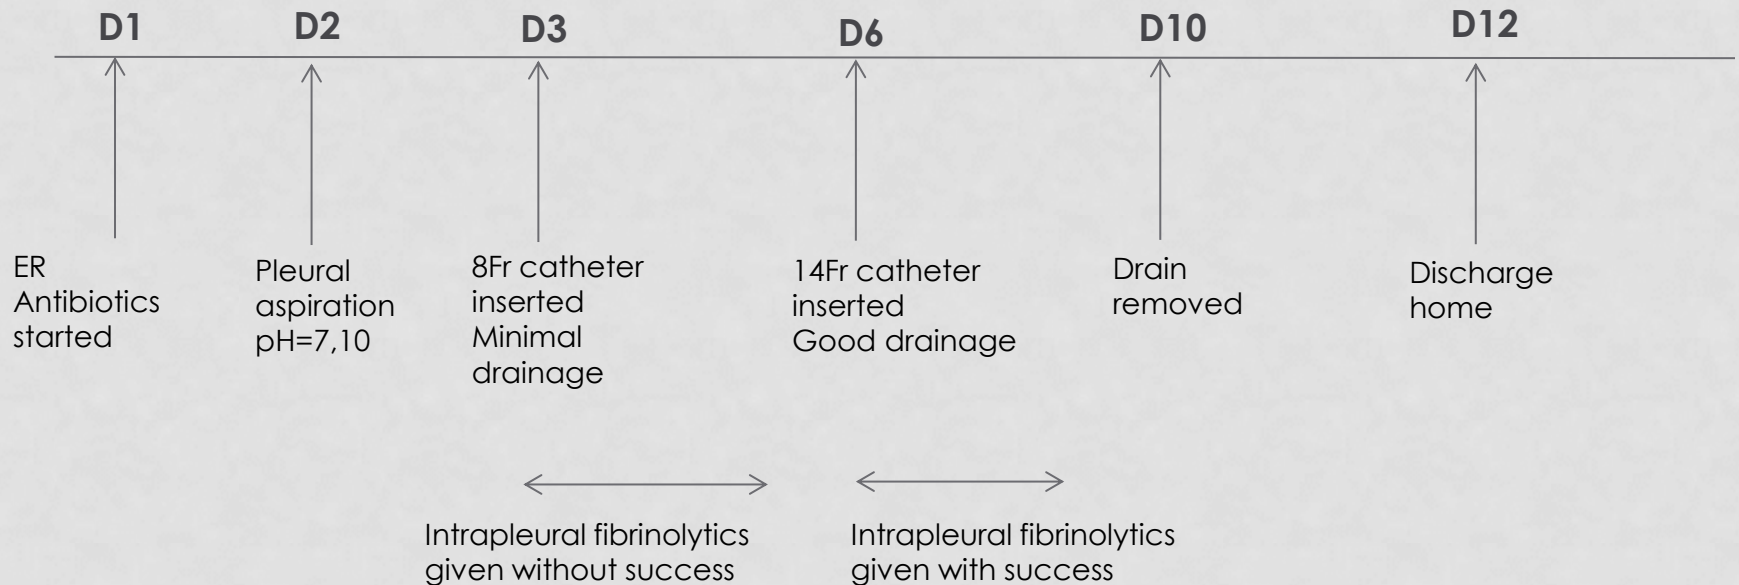 D1
D2
D3
D6
D10
D12
ER
Antibiotics
started
Pleural
aspiration
pH=7,10
8Fr catheter
inserted
Minimal
drainage
14Fr catheter
inserted
Good drainage
Drain
removed
Discharge
home
Intrapleural fibrinolytics
given without success
Intrapleural fibrinolytics
given with success